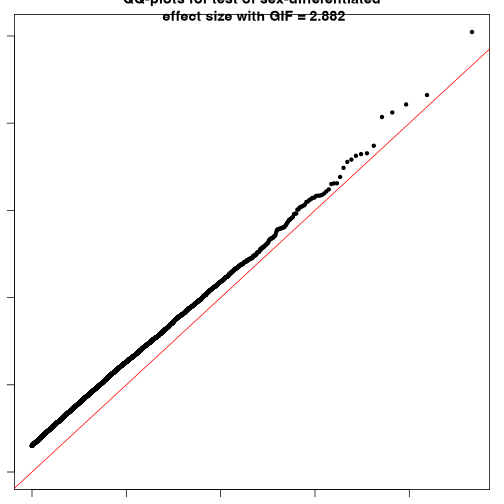 QQ-plots for test of sex-differentiated
effect size with GIF = 2.882